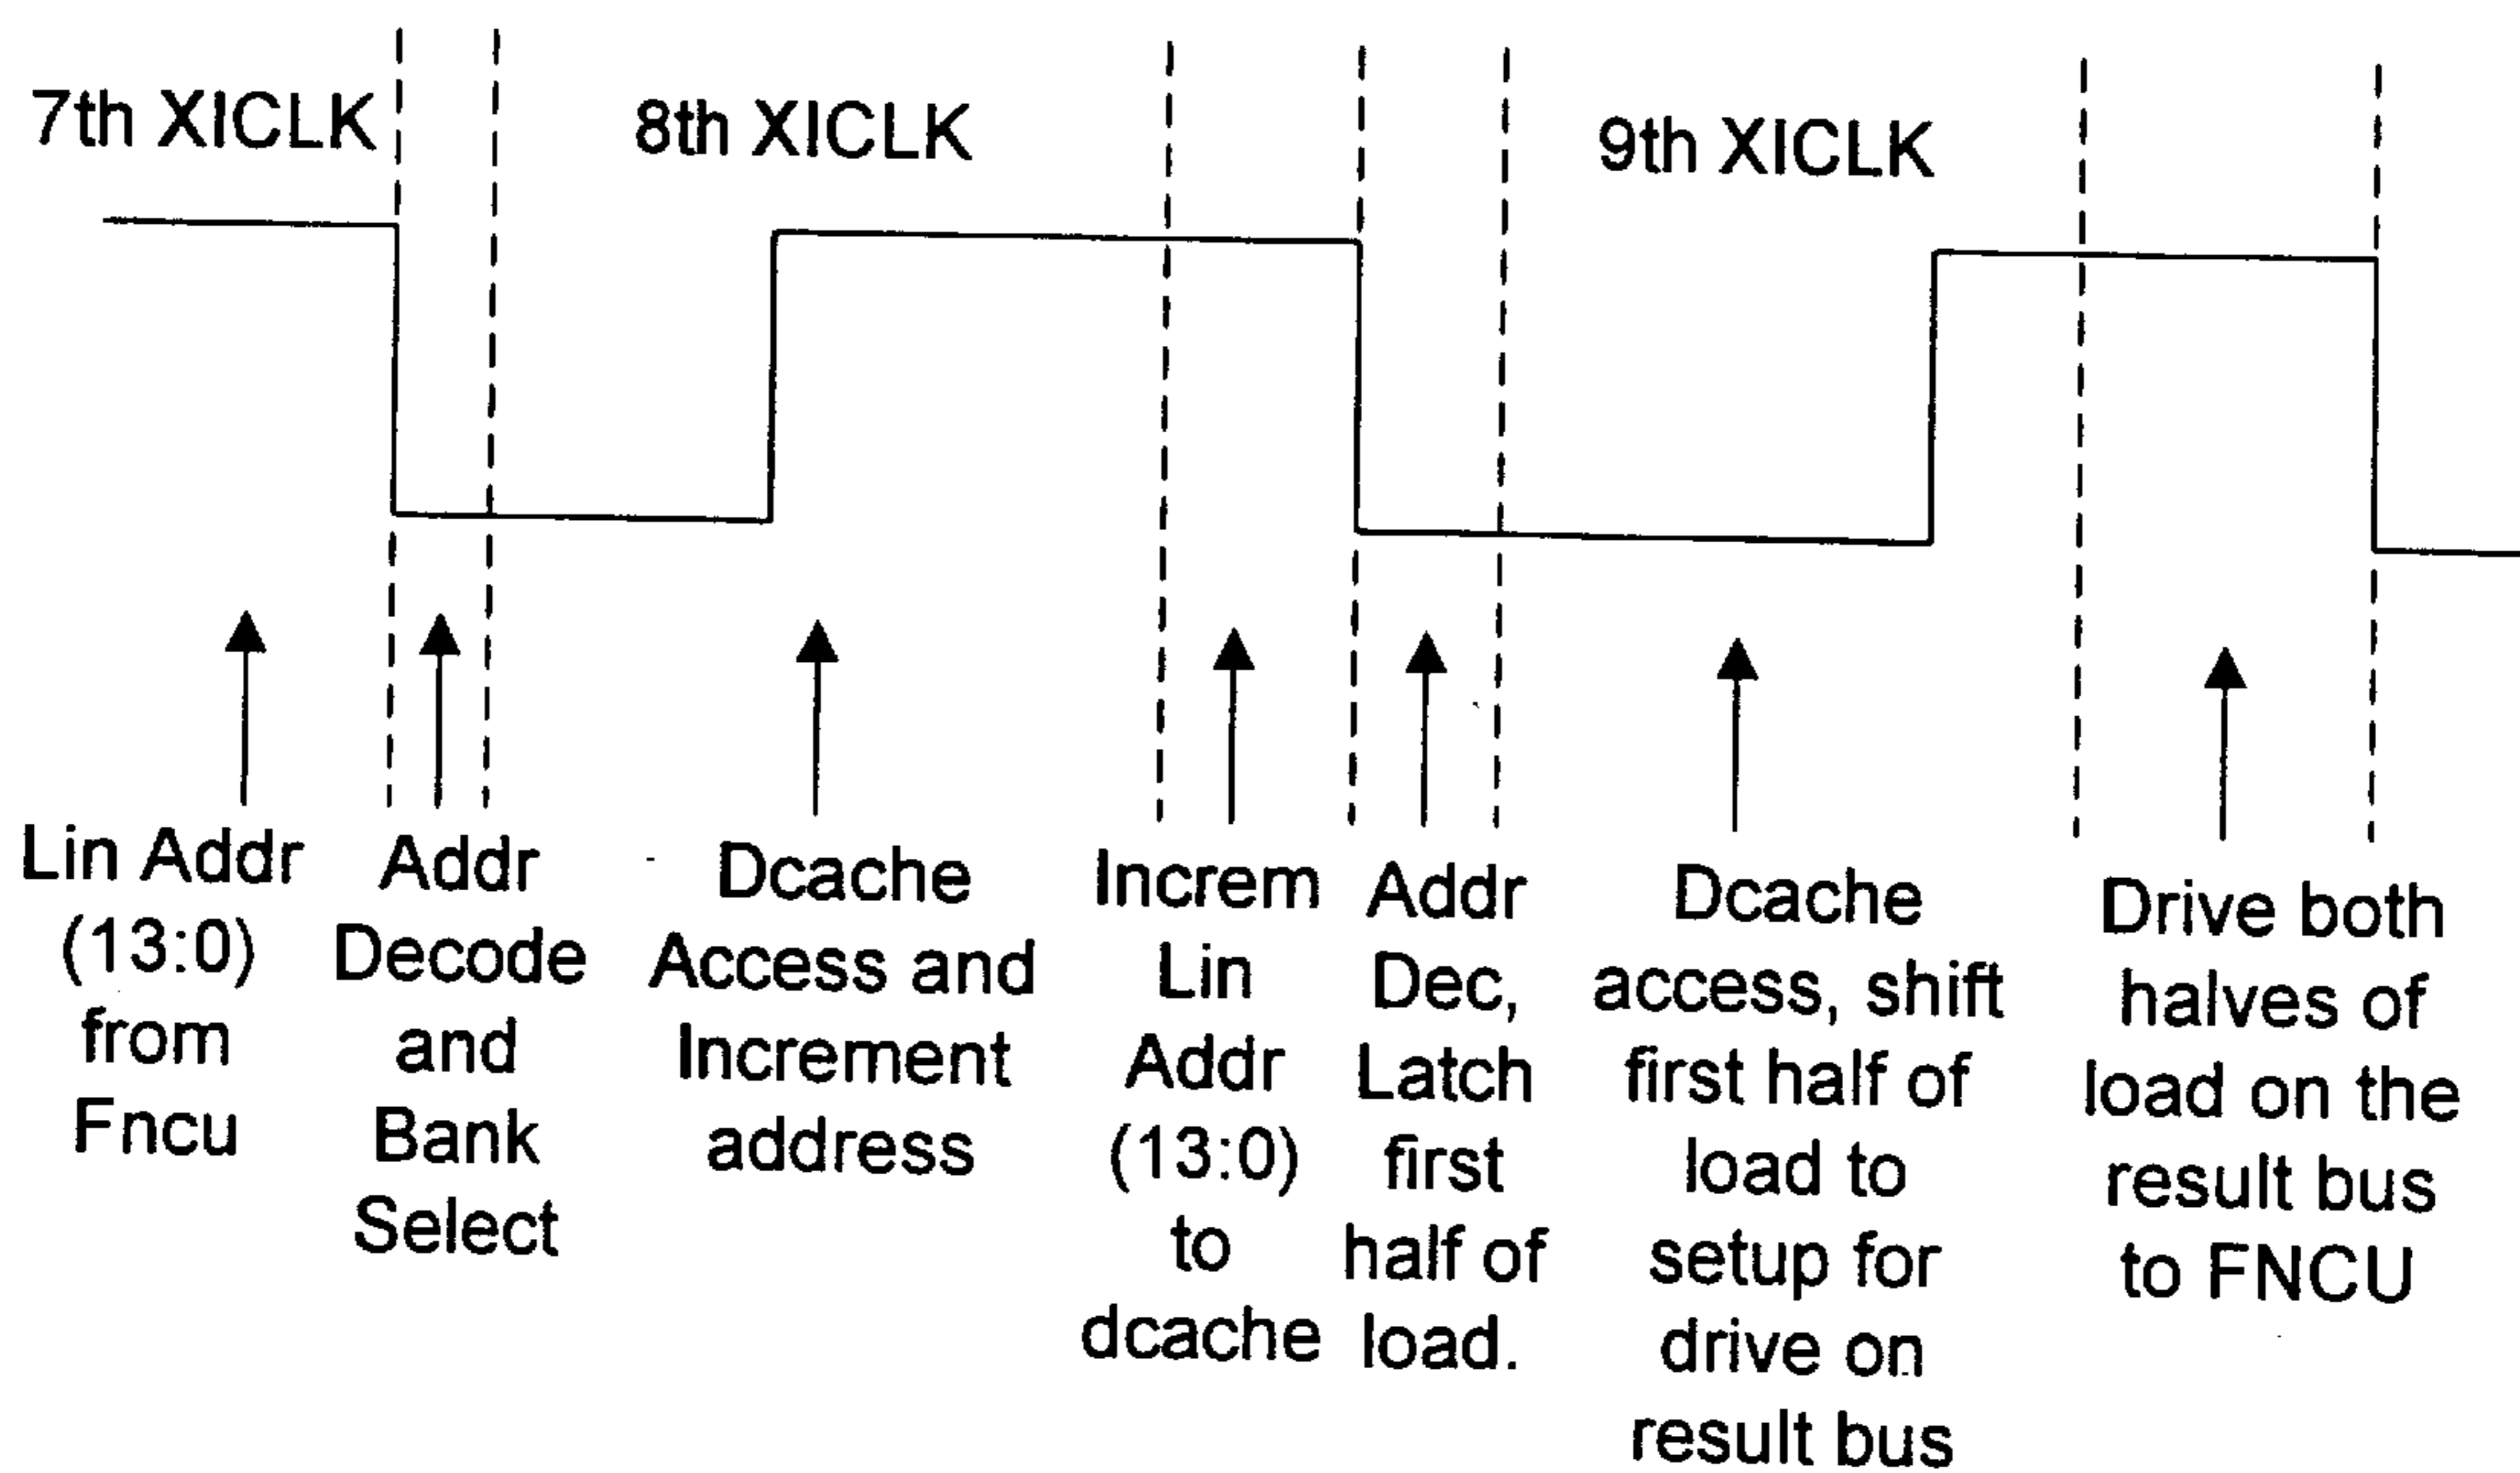 7th XICLK
8th XICLK
9th XICLK
Lin Addr
(13:0)
from
Fncu
Addr
Decode
and
Bank
Select
Dcache
Access and
Increment
address
Increm
Lin
Addr
(13:0)
to
dcache
Addr
Dec,
Latch
first
half of
load.
Dcache
access, shift
first half of
load to
setup for
drive on
result bus
Drive both
halves of
load on the
result bus
to FNCU